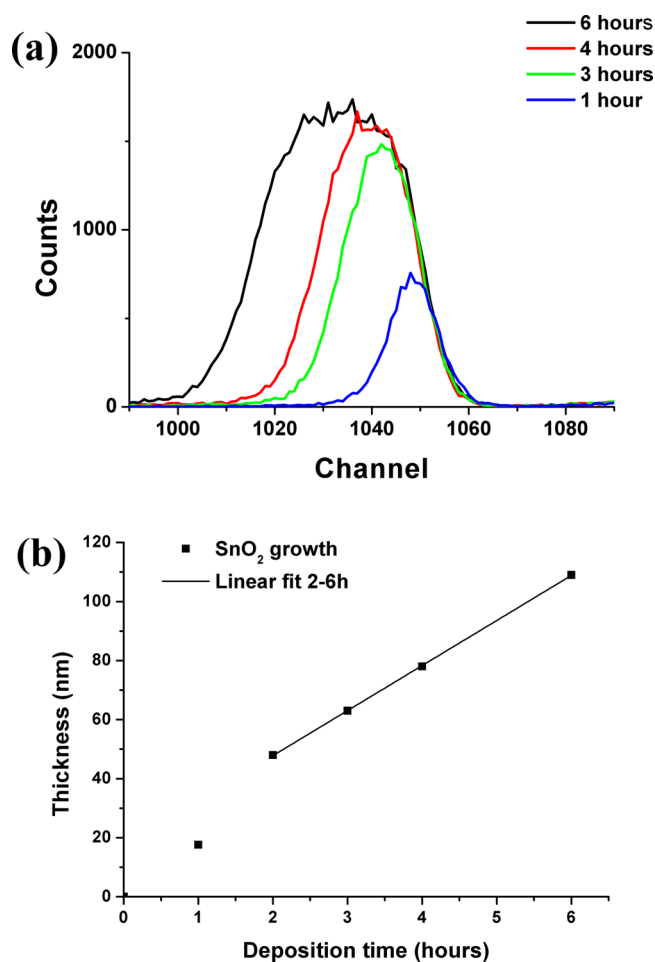 (a)
6 hours
4 hours
3 hours
1 hour
2000
1000
0
Counts
1000 1020 1040 1060 1080
Channel
(b)
SnO₂ growth
Linear fit 2-6h
120
100
80
60
40
20
0
Thickness (nm)
0 1 2 3 4 5 6
Deposition time (hours)